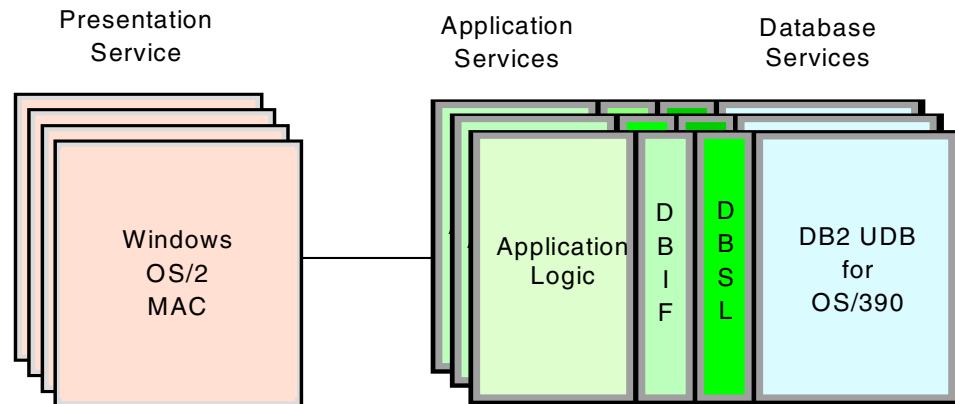 Presentation
Service
Application
Services
Database
Services
Windows
OS/2
MAC
Application
Logic
D
B
I
F
D
B
S
L
DB2 UDB
for
OS/390